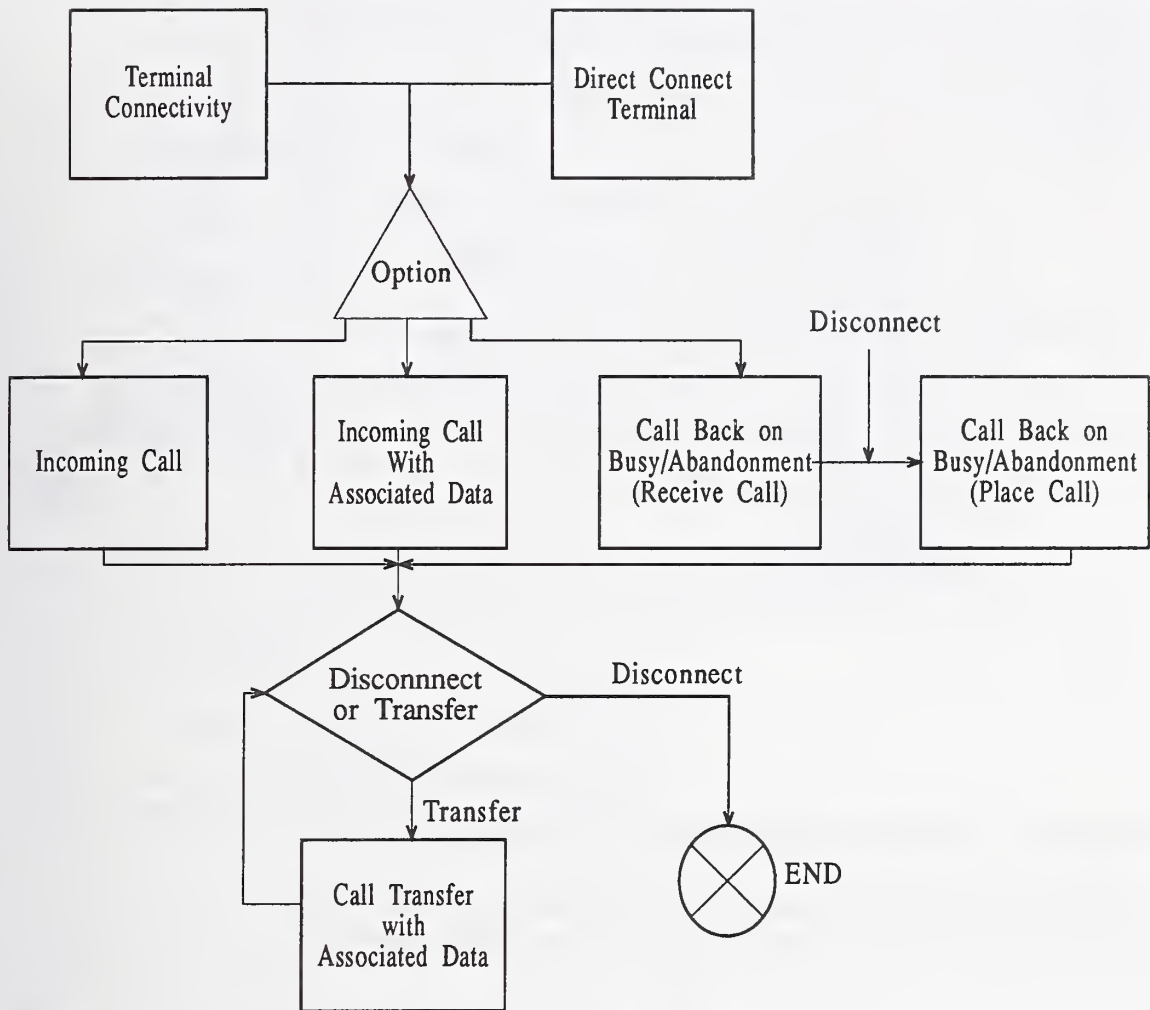 Terminal
Connectivity
Direct Connect
Terminal
Option
Disconnect
Incoming Call
Incoming Call
With
Associated Data
Call Back on
Busy/Abandonment
(Receive Call)
Call Back on
Busy/Abandonment
(Place Call)
Disconnnect
or Transfer
Disconnect
Transfer
Call Transfer
with
Associated Data
END